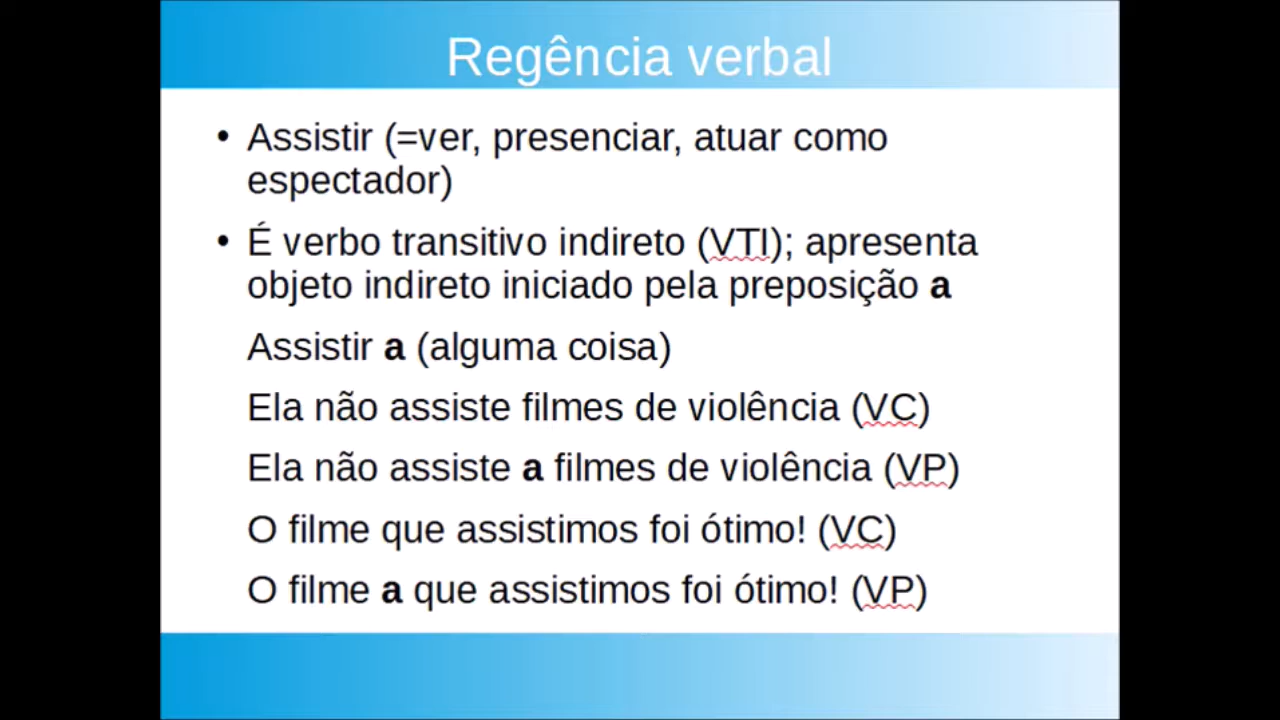 Regência verbal
• Assistir (=ver, presenciar, atuar como
espectador)
• É verbo transitivo indireto (VTI); apresenta
objeto indireto iniciado pela preposição a
Assistir a (alguma coisa)
Ela não assiste filmes de violência (VC)
Ela não assiste a filmes de violência (VP)
O filme que assistimos foi ótimo! (VC)
O filme a que assistimos foi ótimo! (VP)